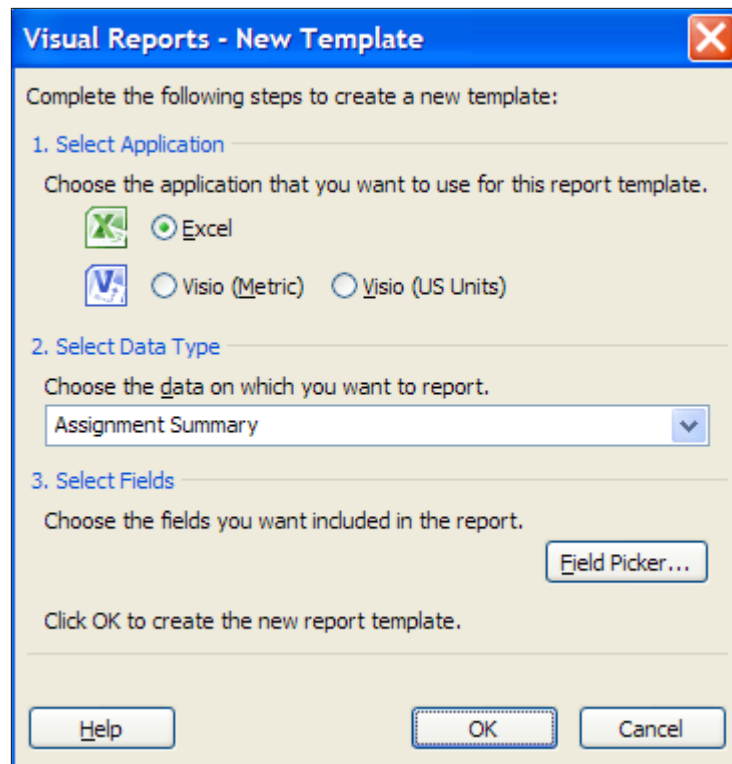 Visual Reports - New Template
Complete the following steps to create a new template:
1. Select Application
Choose the application that you want to use for this report template.
Excel
Visio (Metric) Visio (US Units)
2. Select Data Type
Choose the data on which you want to report.
Assignment Summary
3. Select Fields
Choose the fields you want included in the report.
Field Picker...
Click OK to create the new report template.
Help OK Cancel